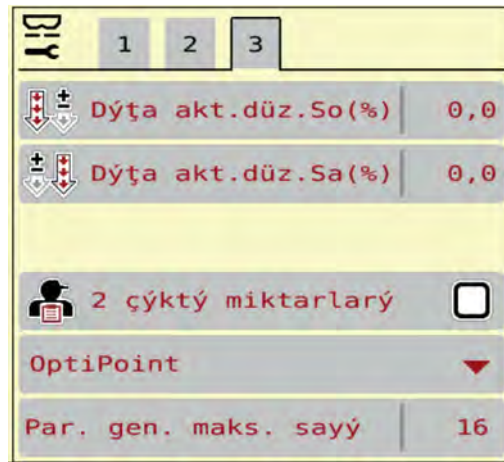 1 2 3
Dýţa akt.düz.So(%) 0,0
Dýţa akt.düz.Sa(%) 0,0
2 çýktý miktarlarý
OptiPoint
Par. gen. maks. sayý 16